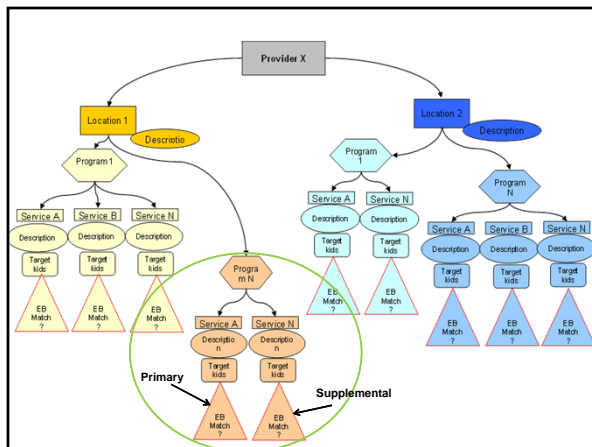 Provider X
Location 1
Descriptio
Location 2
Description
Program 1
Program
1
Program
N
Service A
Service B
Service N
Description
Description
Description
Target
kids
Target
kids
Target
kids
EB
Match
?
EB
Match
?
EB
Match
?
Progra
m N
Service A
Service N
Descriptio
n
Descriptio
n
Target
kids
Target
kids
EB
Match
?
EB
Match
?
Primary
Supplemental
Service A
Service N
Description
Description
Target
kids
Target
kids
EB
Match
?
EB
Match
?
Service A
Service B
Service N
Description
Description
Description
Target
kids
Target
kids
Target
kids
EB
Match
?
EB
Match
?
EB
Match
?